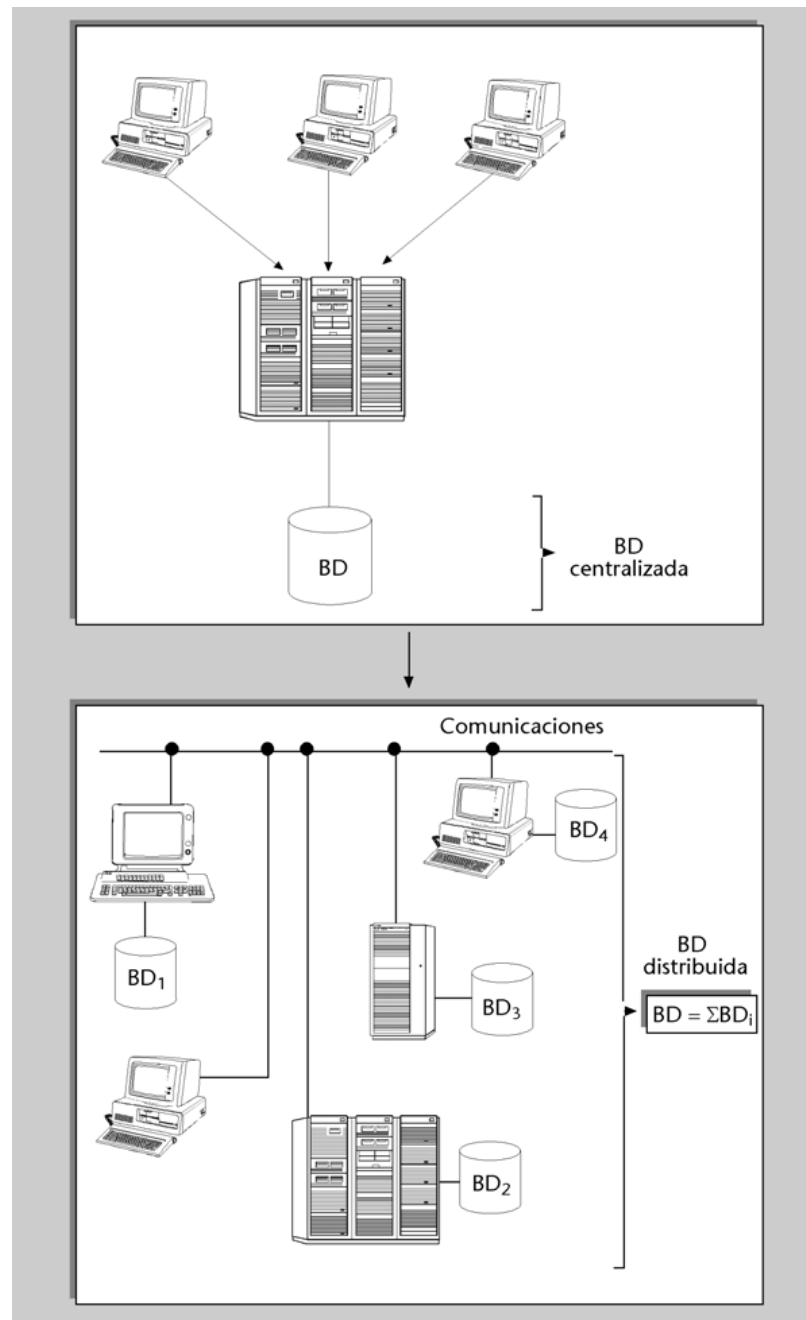 BD
BD
centralizada
Comunicaciones
BD₄
BD₁
BD₃
BD
distribuida
BD = ΣBDᵢ
BD₂